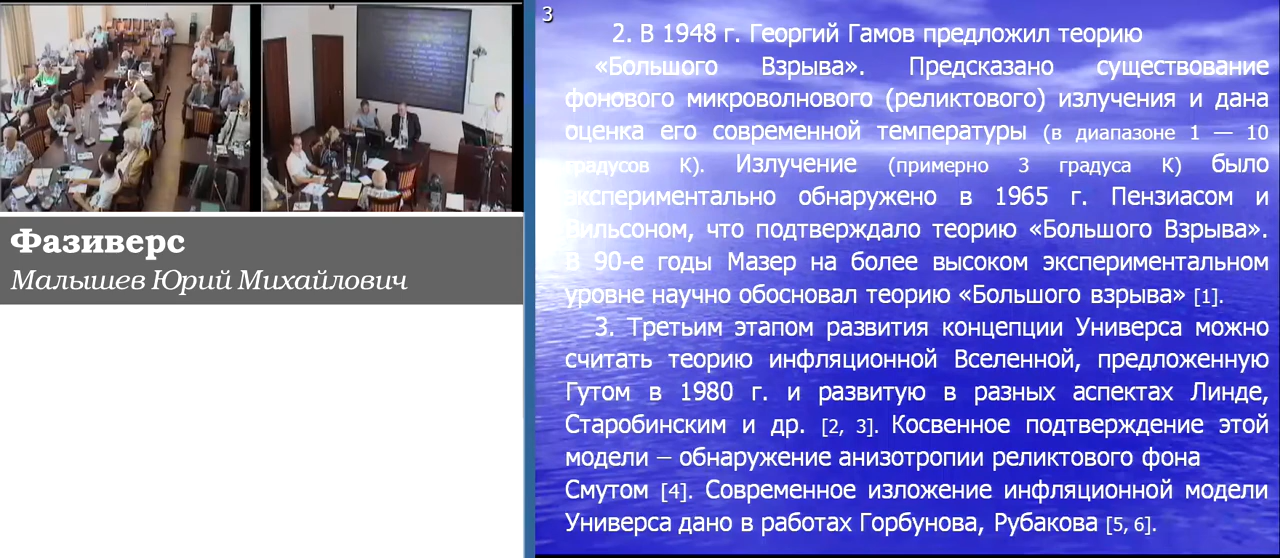 Фазиверс
Малышев Юрий Михайлович
3
2. В 1948 г. Георгий Гамов предложил теорию
«Большого Взрыва». Предсказано существование
фонового микроволнового (реликтового) излучения и дана
оценка его современной температуры (в диапазоне 1 — 10
градусов К). Излучение (примерно 3 градуса К) было
экспериментально обнаружено в 1965 г. Пензиасом и
Вильсоном, что подтверждало теорию «Большого Взрыва».
В 90-е годы Мазер на более высоком экспериментальном
уровне научно обосновал теорию «Большого взрыва» [1].
3. Третьим этапом развития концепции Универса можно
считать теорию инфляционной Вселенной, предложенную
Гутом в 1980 г. и развитую в разных аспектах Линде,
Старобинским и др. [2, 3]. Косвенное подтверждение этой
модели – обнаружение анизотропии реликтового фона
Смутом [4]. Современное изложение инфляционной модели
Универса дано в работах Горбунова, Рубакова [5, 6].